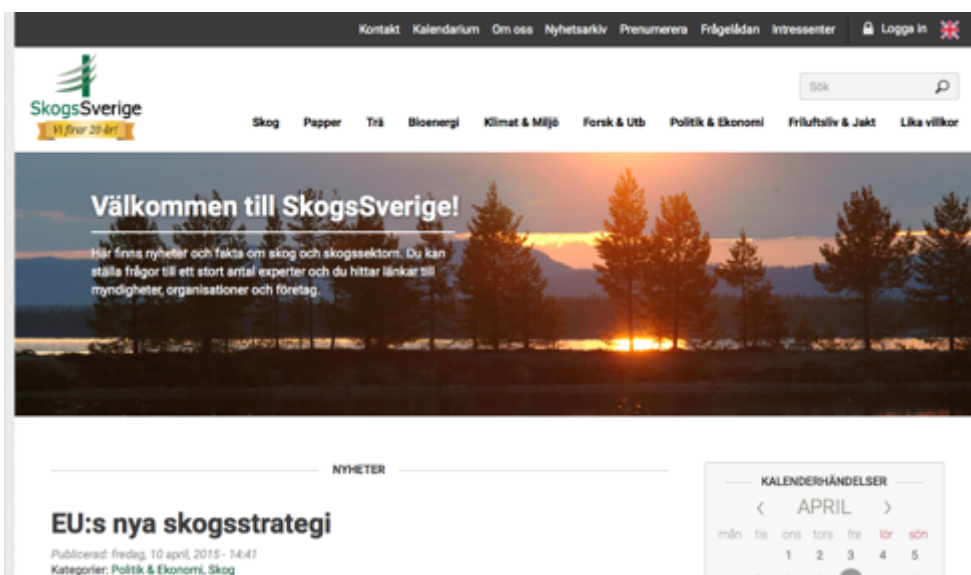 Kontakt Kalendarium Om oss Nyhetsarkiv Prenumerera Frågelådan Intressenter Logga in
SkogsSverige
Vi firar 20 år!
Sök
Skog Papper Trä Bioenergi Klimat & Miljö Forsk & Utb Politik & Ekonomi Friluftsliv & Jakt Lika villkor
Välkommen till SkogsSverige!
Här finns nyheter och fakta om skog och skogssektorn. Du kan
ställa frågor till ett stort antal experter och du hittar länkar till
myndigheter, organisationer och företag.
NYHETER
EU:s nya skogsstrategi
Publicerad: fredag, 10 april, 2015 - 14:41
Kategorier: Politik & Ekonomi, Skog
KALENDERHÄNDELSER
APRIL
mån tis ons tors fre lör sön
1 2 3 4 5